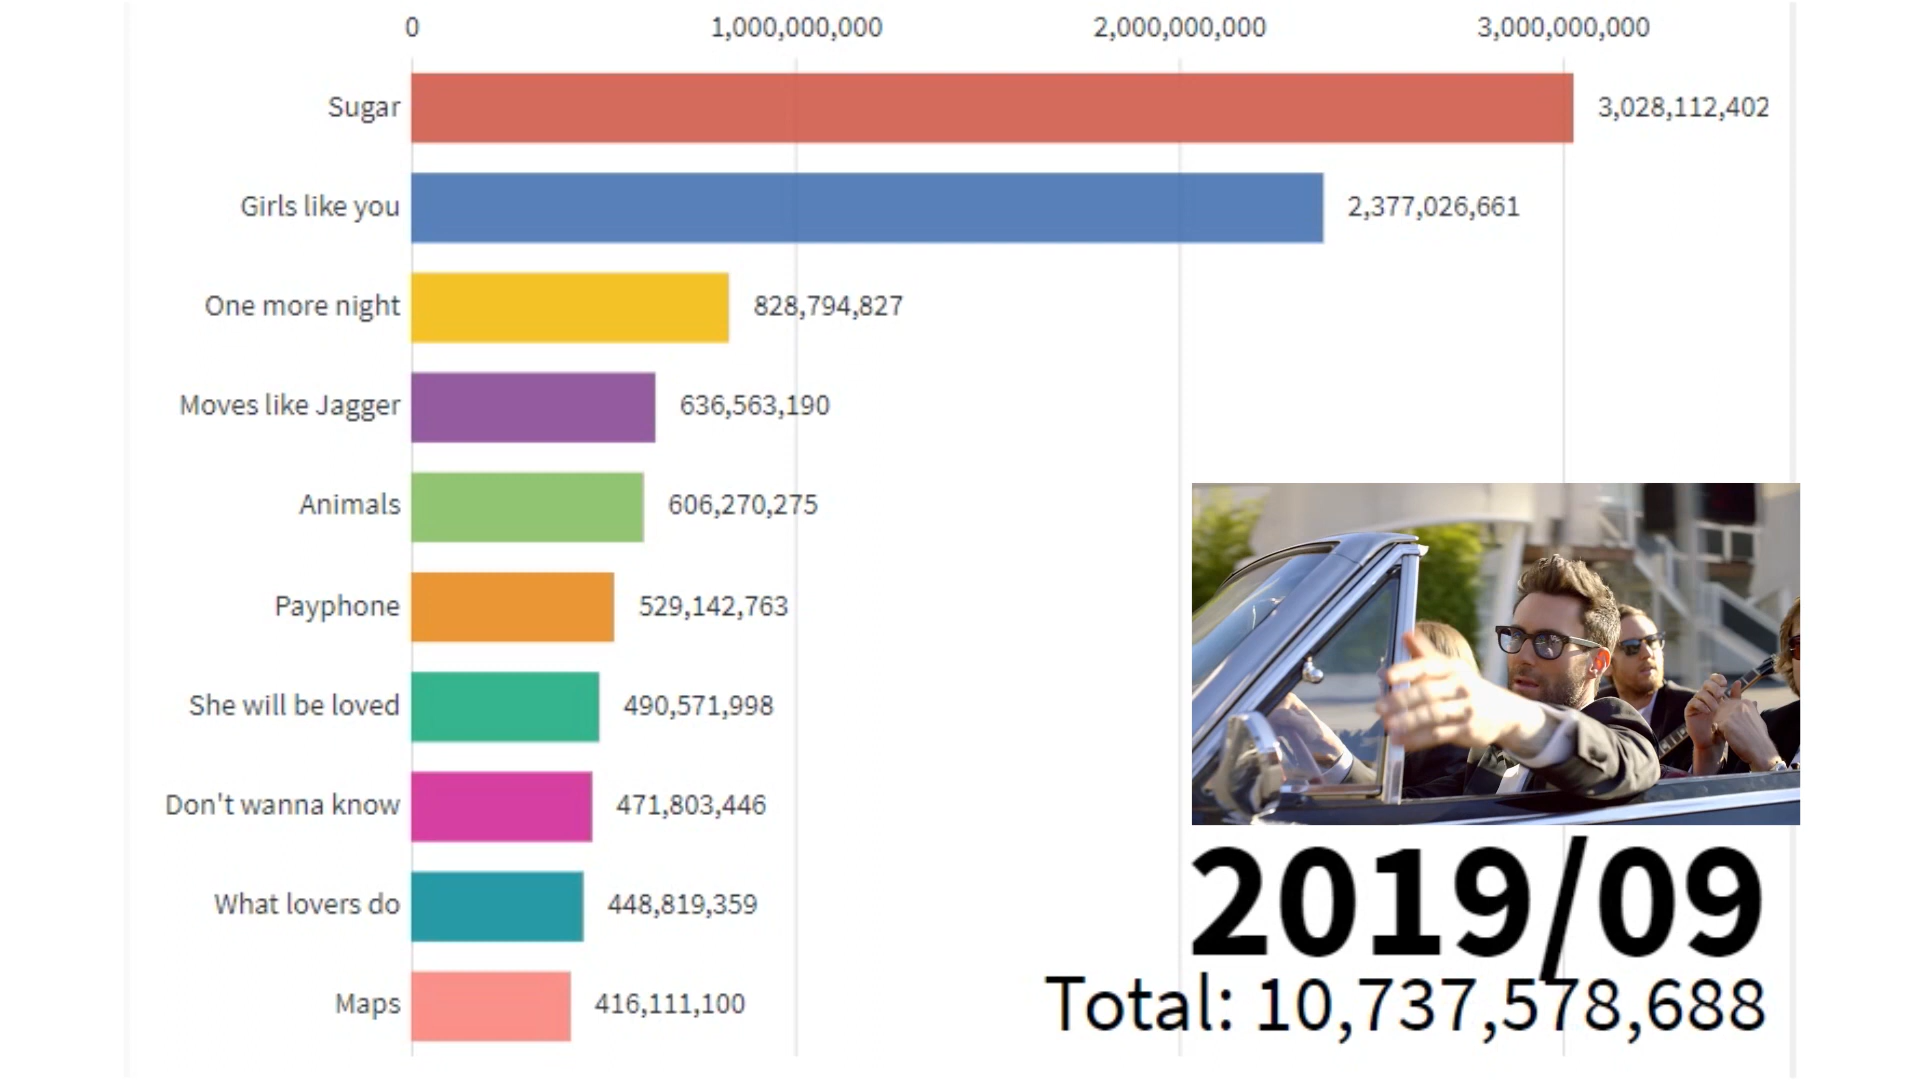 0 1,000,000,000 2,000,000,000 3,000,000,000
Sugar 3,028,112,402
Girls like you 2,377,026,661
One more night 828,794,827
Moves like Jagger 636,563,190
Animals 606,270,275
Payphone 529,142,763
She will be loved 490,571,998
Don't wanna know 471,803,446
What lovers do 448,819,359
Maps 416,111,100
2019/09
Total: 10,737,578,688